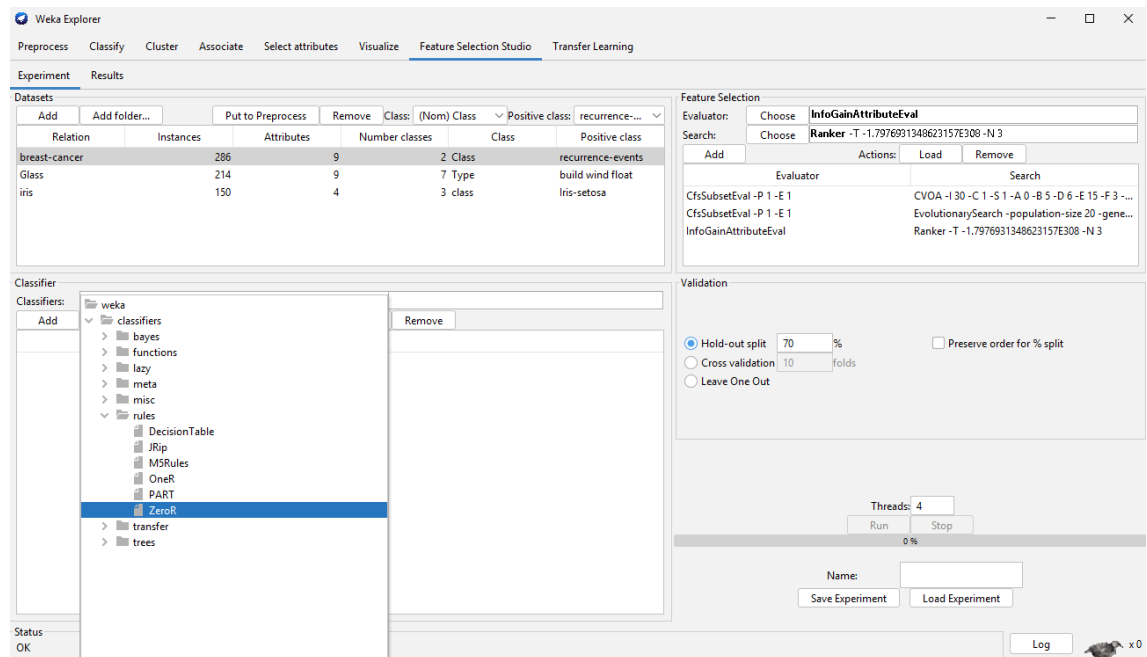 Weka Explorer
Preprocess Classify Cluster Associate Select attributes Visualize Feature Selection Studio Transfer Learning
Experiment Results
Datasets
Add Add folder... Put to Preprocess Remove Class: (Nom) Class Positive class: recurrence-...
Relation Instances Attributes Number classes Class Positive class
breast-cancer 286 9 2 Class recurrence-events
Glass 214 9 7 Type build wind float
iris 150 4 3 class Iris-setosa
Feature Selection
Evaluator: Choose InfoGainAttributeEval
Search: Choose Ranker -T -1.7976931348623157E308 -N 3
Add Actions: Load Remove
Evaluator Search
CfsSubsetEval -P 1 -E 1 CVOA -I 30 -C 1 -S 1 -A 0 -B 5 -D 6 -E 15 -F 3 -...
CfsSubsetEval -P 1 -E 1 EvolutionarySearch -population-size 20 -gene...
InfoGainAttributeEval Ranker -T -1.7976931348623157E308 -N 3
Classifier
Classifiers:
Add Remove
weka
classifiers
bayes
functions
lazy
meta
misc
rules
DecisionTable
JRip
M5Rules
OneR
PART
ZeroR
transfer
trees
Validation
Hold-out split 70 % Preserve order for % split
Cross validation 10 folds
Leave One Out
Threads: 4
Run Stop
0 %
Name:
Save Experiment Load Experiment
Status
OK
Log x 0